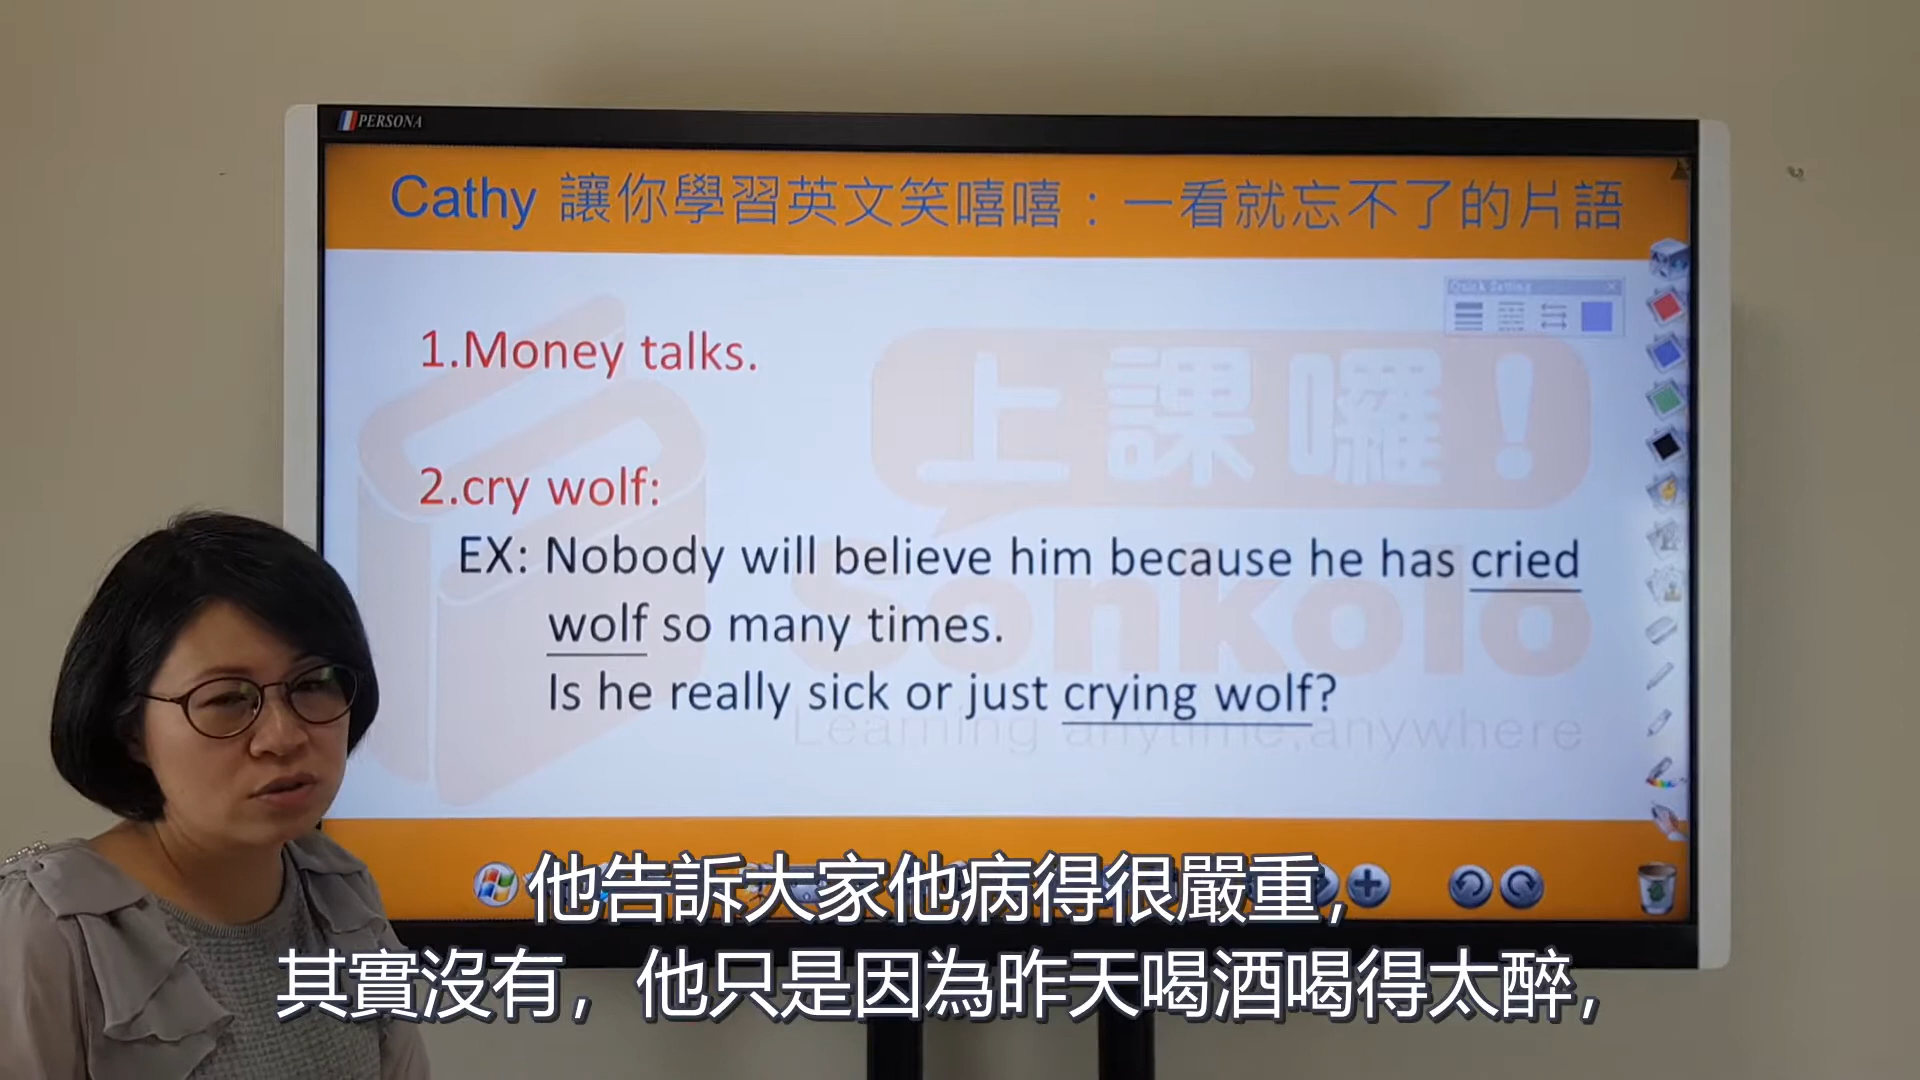 PERSONA
Cathy 讓你學習英文笑嘻嘻：一看就忘不了的片語
Quick Setting
1.Money talks.
上課囉！
2.cry wolf:
EX: Nobody will believe him because he has cried
wolf so many times.
Sonkolo
Is he really sick or just crying wolf?
Learning anytime,anywhere
他告訴大家他病得很嚴重,
其實沒有, 他只是因為昨天喝酒喝得太醉,